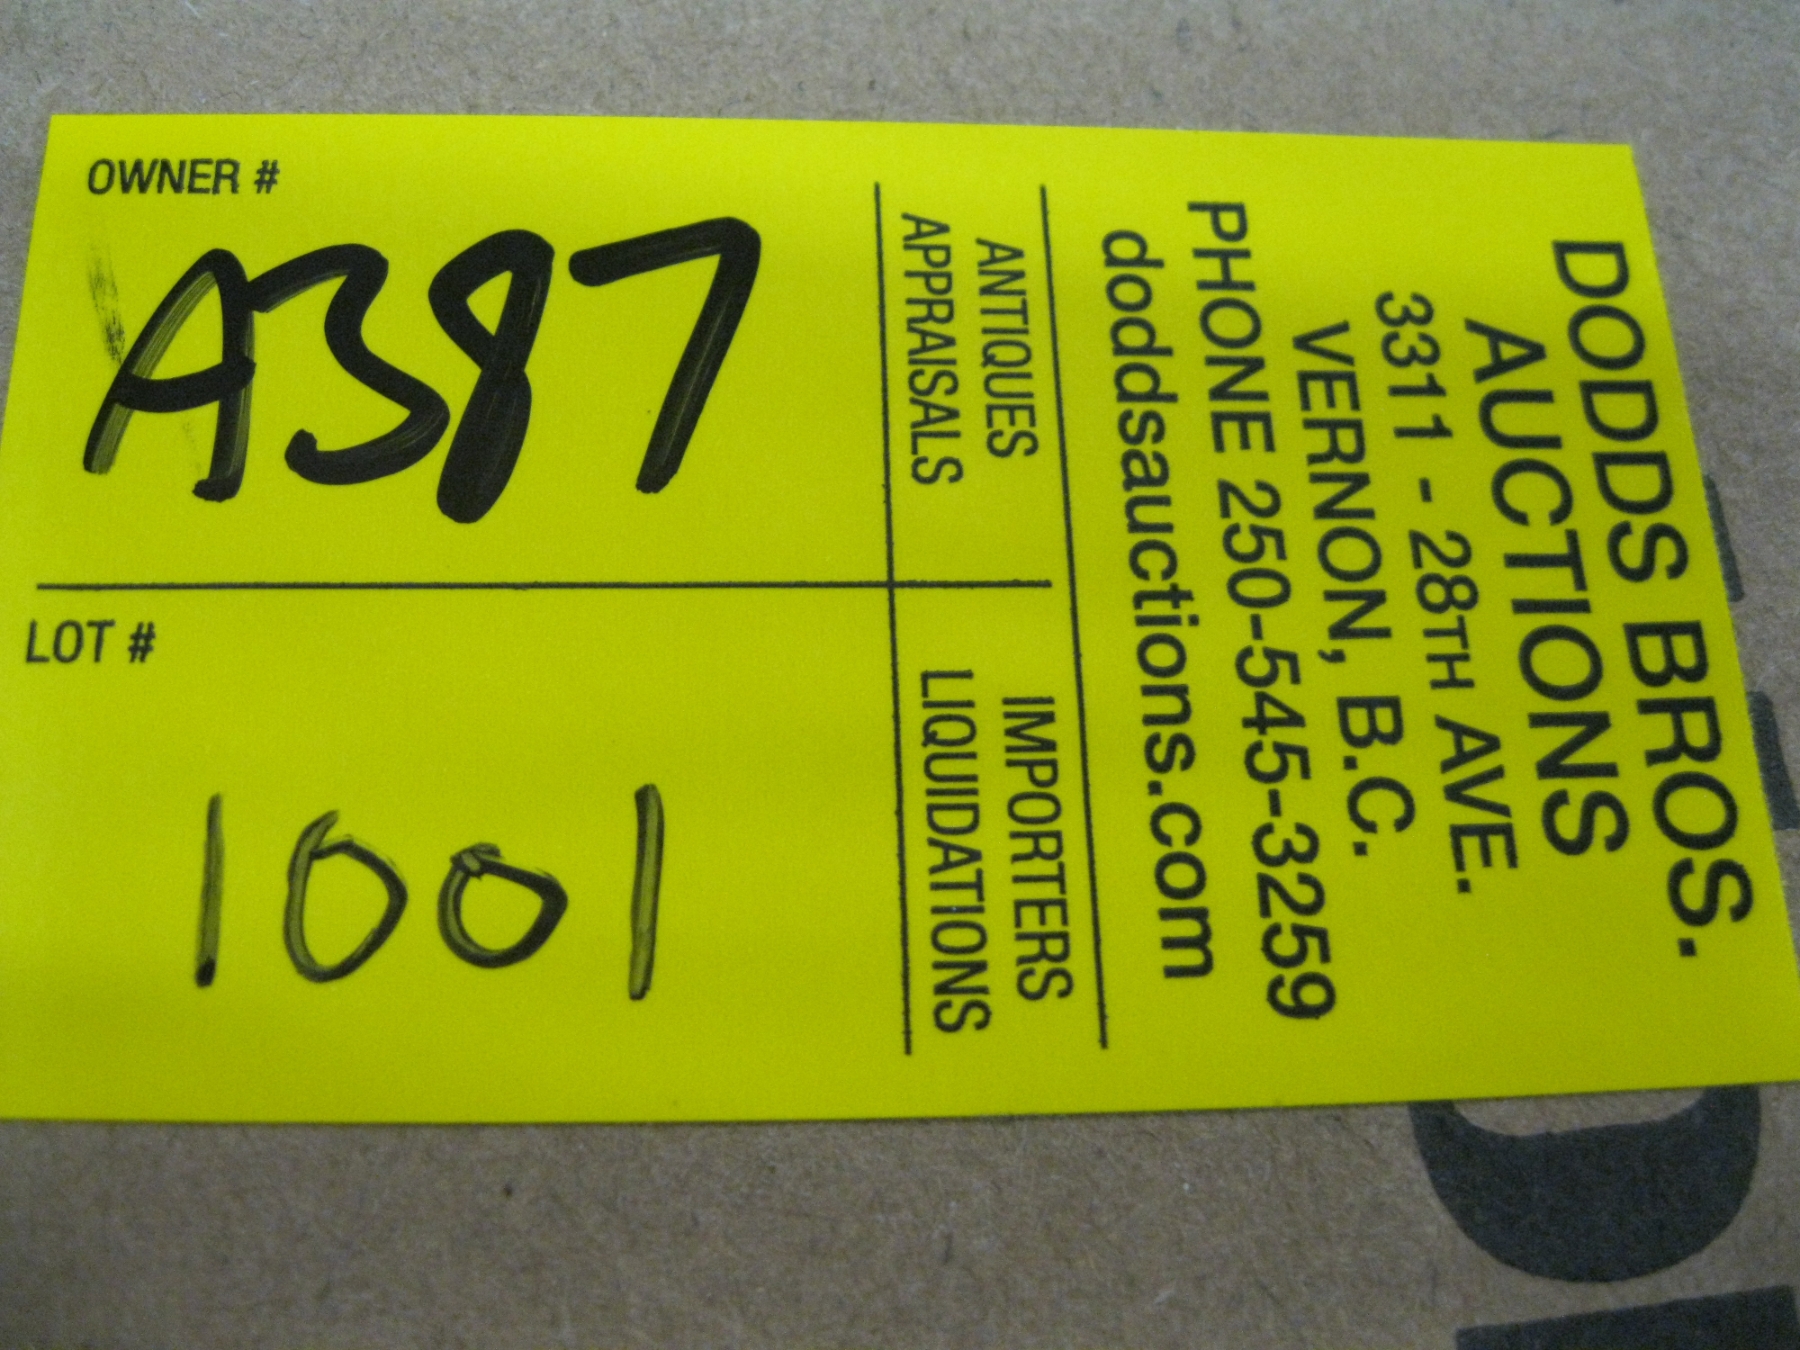 OWNER #
A387
LOT #
1001
DODDS BROS.
AUCTIONS
3311 - 28TH AVE.
VERNON, B.C.
PHONE 250-545-3259
doddsauctions.com
ANTIQUES
APPRAISALS
IMPORTERS
LIQUIDATIONS